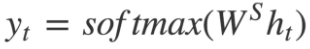 y_t = softmax(W^S h_t)